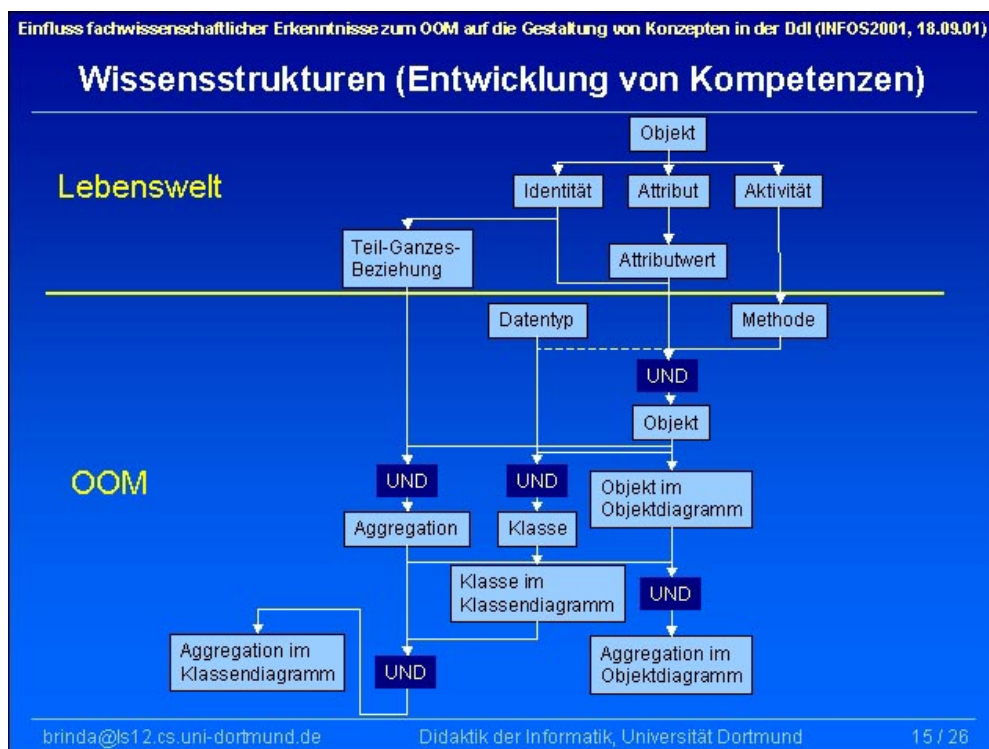 Einfluss fachwissenschaftlicher Erkenntnisse zum OOM auf die Gestaltung von Konzepten in der DdI (INFOS2001, 18.09.01)
Wissensstrukturen (Entwicklung von Kompetenzen)
Objekt
Lebenswelt
Identität
Attribut
Aktivität
Teil-Ganzes-
Beziehung
Attributwert
Datentyp
Methode
UND
Objekt
OOM
UND
UND
Objekt im
Objektdiagramm
Aggregation
Klasse
Klasse im
Klassendiagramm
UND
Aggregation im
Klassendiagramm
UND
Aggregation im
Objektdiagramm
brinda@ls12.cs.uni-dortmund.de
Didaktik der Informatik, Universität Dortmund
15 / 26